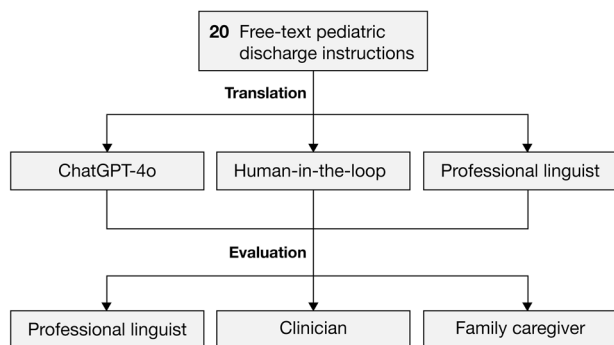 20 Free-text pediatric
discharge instructions
Translation
ChatGPT-4o
Human-in-the-loop
Professional linguist
Evaluation
Professional linguist
Clinician
Family caregiver